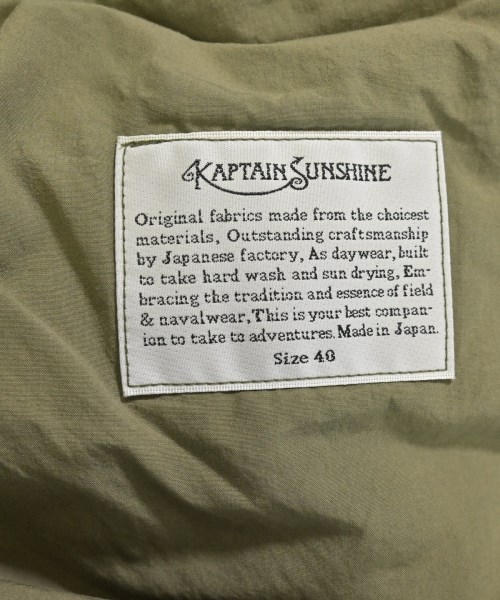 KAPTAIN SUNSHINE
Original fabrics made from the choicest
materials, Outstanding craftsmanship
by Japanese factory, As daywear, built
to take hard wash and sun drying, Em-
bracing the tradition and essence of field
& navalwear, This is your best compan-
ion to take to adventures. Made in Japan.
Size 40